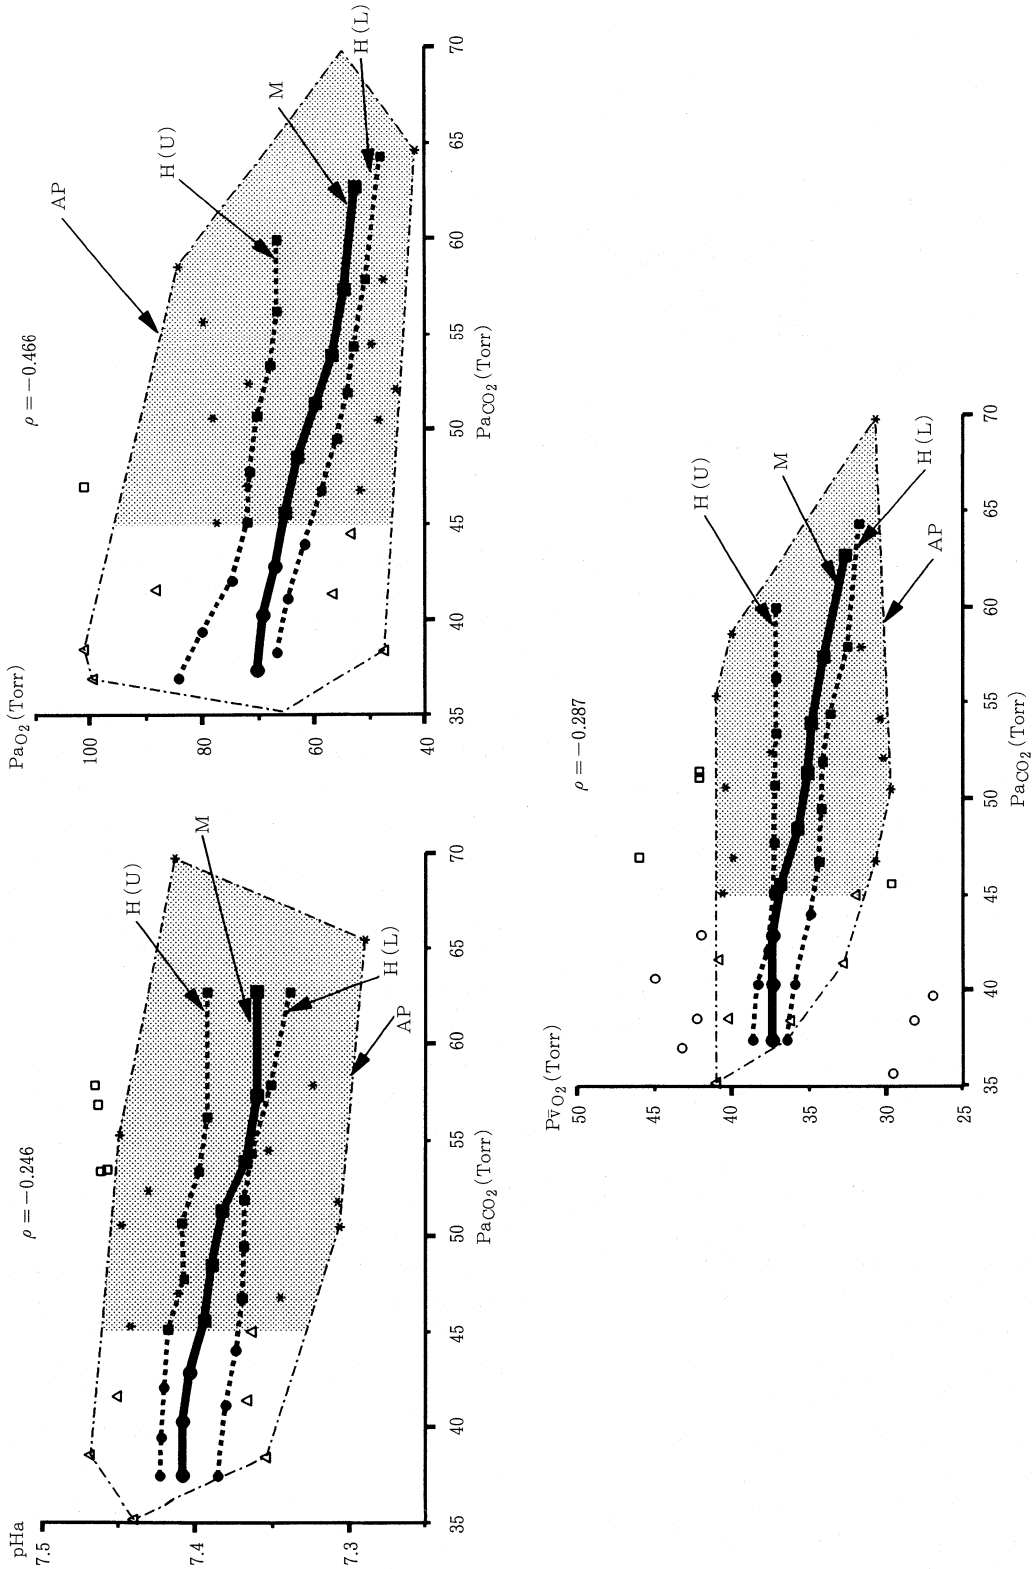 pHa
ρ = −0.246
7.5
7.4
7.3
35
40
45
50
55
60
65
70
PaCO2 (Torr)
H (U)
M
H (L)
AP
PaO2 (Torr)
ρ = −0.466
100
80
60
40
35
40
45
50
55
60
65
70
PaCO2 (Torr)
AP
H (U)
M
H (L)
Pv̄O2 (Torr)
ρ = −0.287
50
45
40
35
30
25
35
40
45
50
55
60
65
70
PaCO2 (Torr)
H (U)
M
H (L)
AP